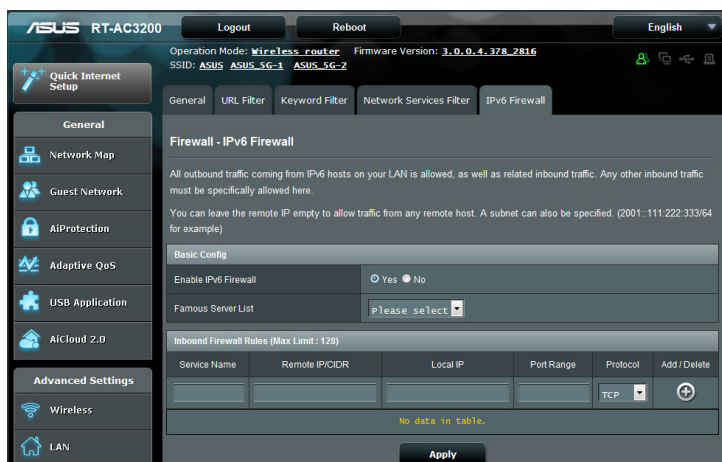 ASUS RT-AC3200
Logout
Reboot
English
Operation Mode: Wireless router Firmware Version: 3.0.0.4.378_2816
SSID: ASUS ASUS_5G-1 ASUS_5G-2
Quick Internet
Setup
General
Network Map
Guest Network
AiProtection
Adaptive QoS
USB Application
AiCloud 2.0
Advanced Settings
Wireless
LAN
General URL Filter Keyword Filter Network Services Filter IPv6 Firewall
Firewall - IPv6 Firewall
All outbound traffic coming from IPv6 hosts on your LAN is allowed, as well as related inbound traffic. Any other inbound traffic
must be specifically allowed here.
You can leave the remote IP empty to allow traffic from any remote host. A subnet can also be specified. (2001::111:222:333/64
for example)
Basic Config
Enable IPv6 Firewall Yes No
Famous Server List Please select
Inbound Firewall Rules (Max Limit : 128)
Service Name Remote IP/CIDR Local IP Port Range Protocol Add / Delete
TCP
No data in table.
Apply